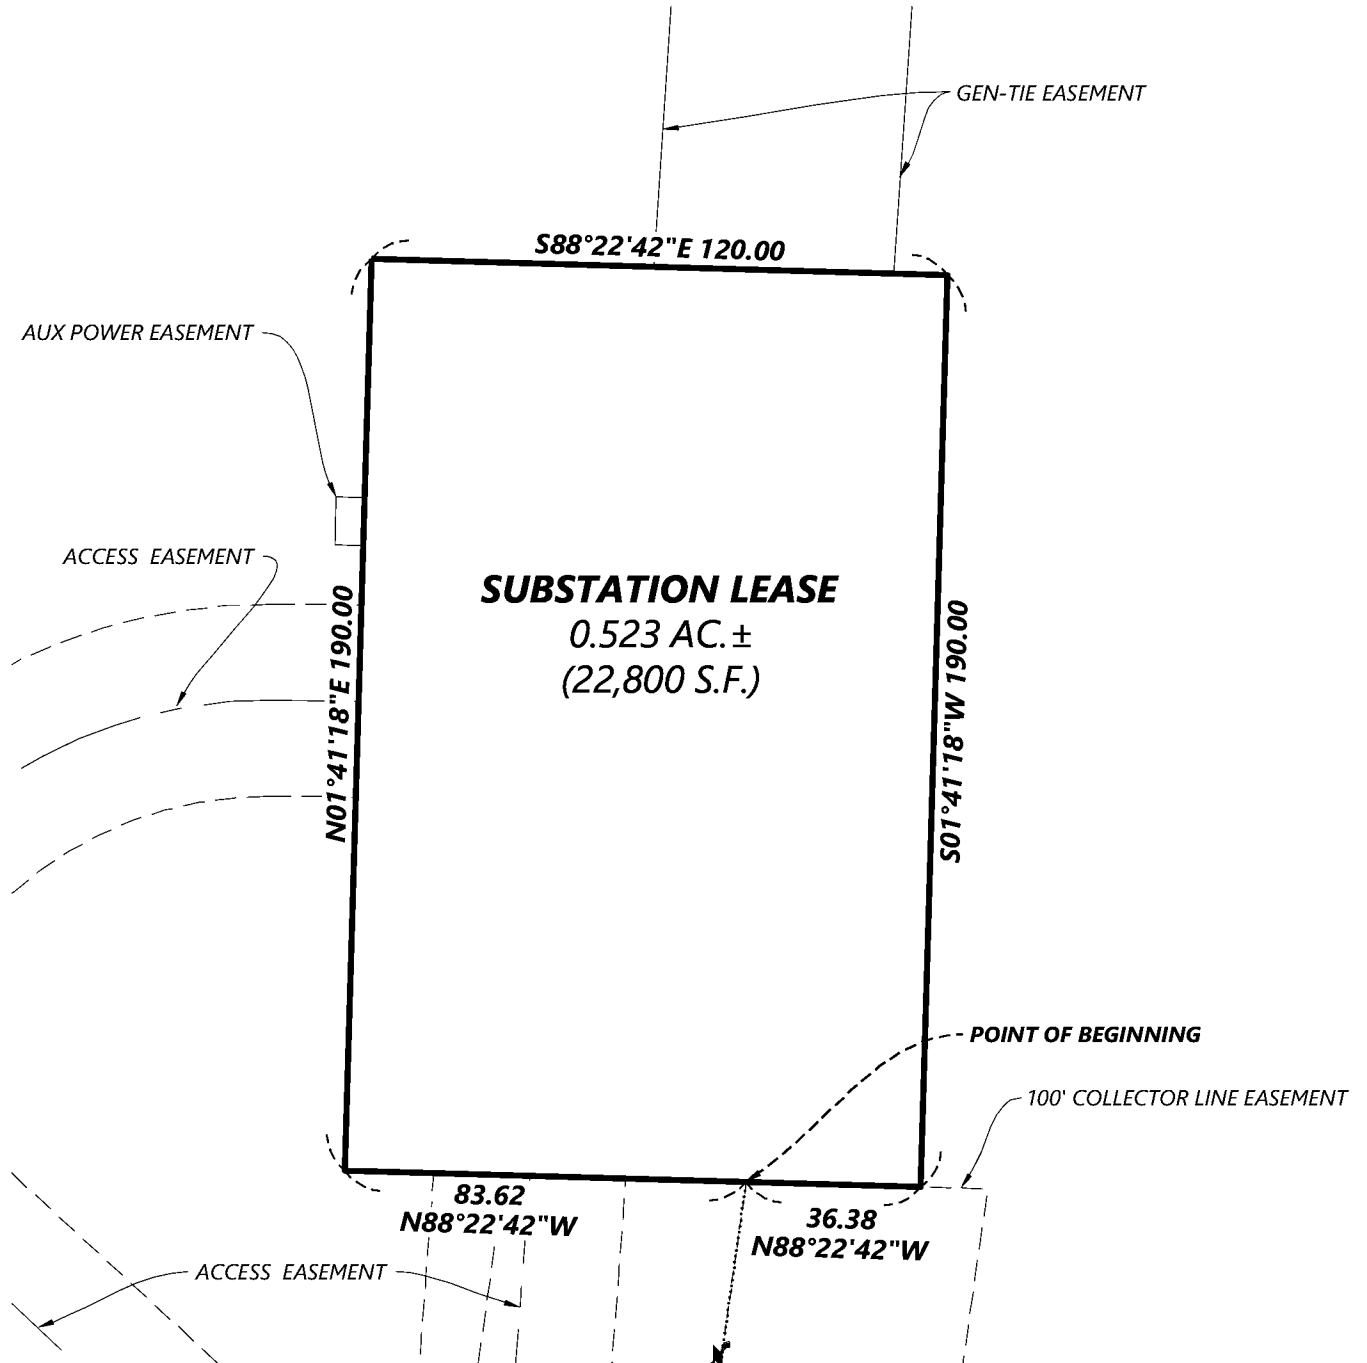 GEN-TIE EASEMENT
S88°22'42"E 120.00
AUX POWER EASEMENT
ACCESS EASEMENT
SUBSTATION LEASE
0.523 AC.±
(22,800 S.F.)
N01°41'18"E 190.00
S01°41'18"W 190.00
POINT OF BEGINNING
100' COLLECTOR LINE EASEMENT
83.62
N88°22'42"W
36.38
N88°22'42"W
ACCESS EASEMENT